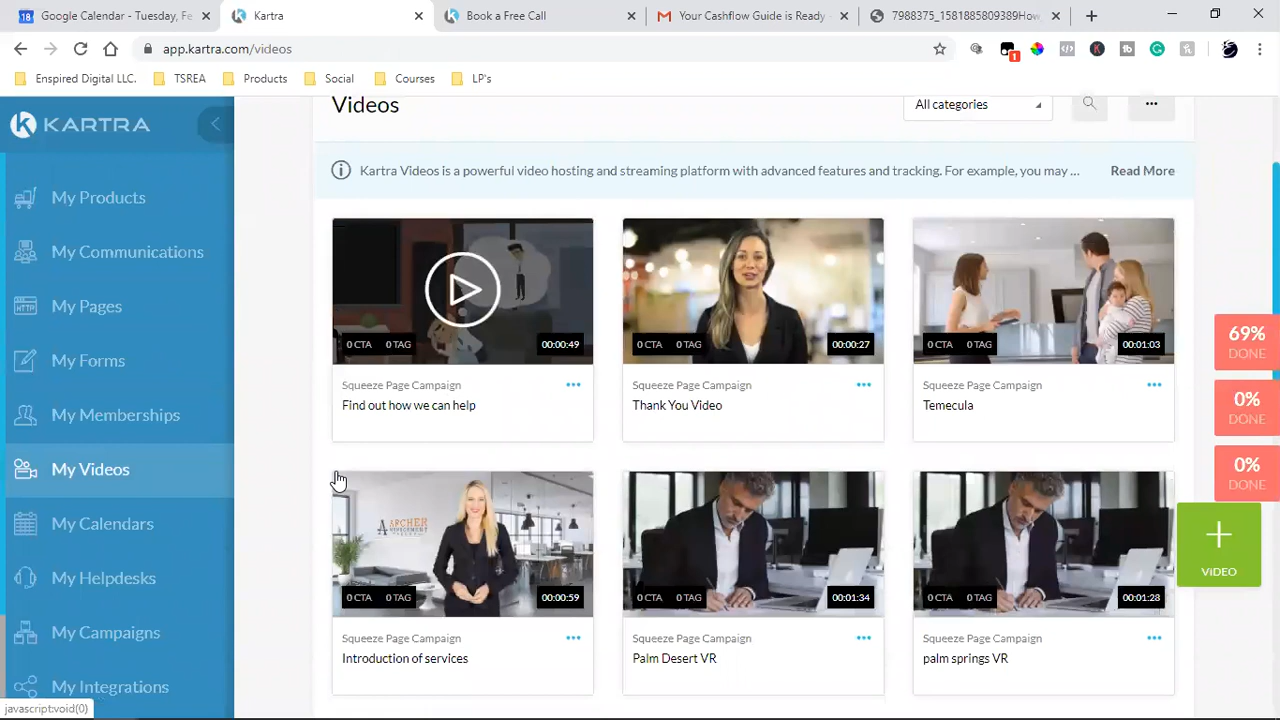 Google Calendar - Tuesday, Fe
Kartra
Book a Free Call
Your Cashflow Guide is Ready -
7988375_1581885809389How
app.kartra.com/videos
1
Enspired Digital LLC.
TSREA
Products
Social
Courses
LP's
KARTRA
My Products
My Communications
My Pages
My Forms
My Memberships
My Videos
My Calendars
My Helpdesks
My Campaigns
My Integrations
javascript:void(0)
Videos
All categories
Kartra Videos is a powerful video hosting and streaming platform with advanced features and tracking. For example, you may ...
Read More
0 CTA 0 TAG 00:00:49
Squeeze Page Campaign
Find out how we can help
0 CTA 0 TAG 00:00:27
Squeeze Page Campaign
Thank You Video
0 CTA 0 TAG 00:01:03
Squeeze Page Campaign
Temecula
ARCHER
0 CTA 0 TAG 00:00:59
Squeeze Page Campaign
Introduction of services
0 CTA 0 TAG 00:01:34
Squeeze Page Campaign
Palm Desert VR
0 CTA 0 TAG 00:01:28
Squeeze Page Campaign
palm springs VR
69%
DONE
0%
DONE
0%
DONE
VIDEO